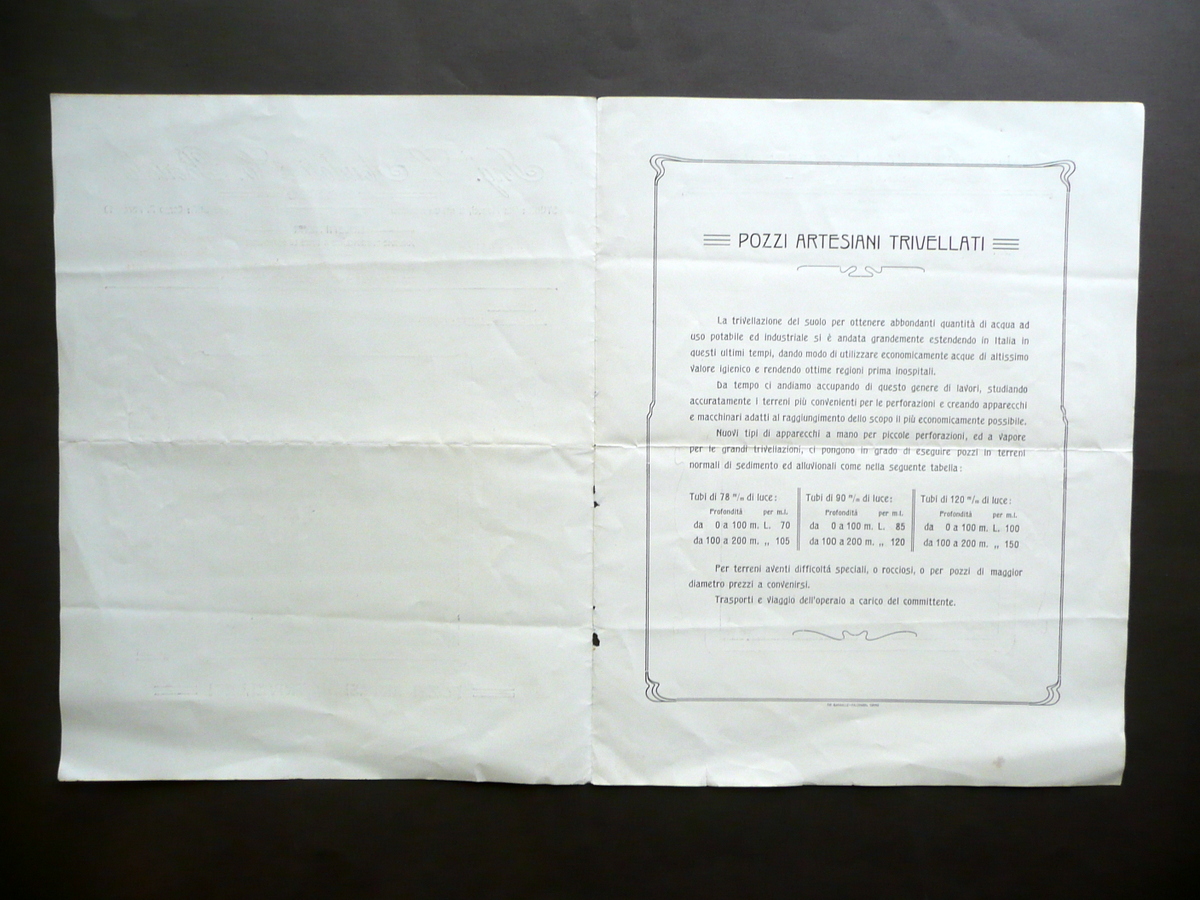 POZZI ARTESIANI TRIVELLATI
La trivellazione del suolo per ottenere abbondanti quantità di acqua ad
uso potabile ed industriale si è andata grandemente estendendo in Italia in
questi ultimi tempi, dando modo di utilizzare economicamente acque di altissimo
valore igienico e rendendo ottime regioni prima inospitali.
Da tempo ci andiamo accupando di questo genere di lavori, studiando
accuratamente i terreni più convenienti per le perforazioni e creando apparecchi
e macchinari adatti al raggiungimento dello scopo il più economicamente possibile.
Nuovi tipi di apparecchi a mano per piccole perforazioni, ed a vapore
per le grandi trivellazioni, ci pongono in grado di eseguire pozzi in terreni
normali di sedimento ed alluvionali come nella seguente tabella:
Tubi di 78 m/m di luce:
Profondità per m.l.
da 0 a 100 m. L. 70
da 100 a 200 m. „ 105
Tubi di 90 m/m di luce:
Profondità per m.l.
da 0 a 100 m. L. 85
da 100 a 200 m. „ 120
Tubi di 120 m/m di luce:
Profondità per m.l.
da 0 a 100 m. L. 100
da 100 a 200 m. „ 150
Per terreni aventi difficoltà speciali, o rocciosi, o per pozzi di maggior
diametro prezzi a convenirsi.
Trasporti e viaggio dell'operaio a carico del committente.